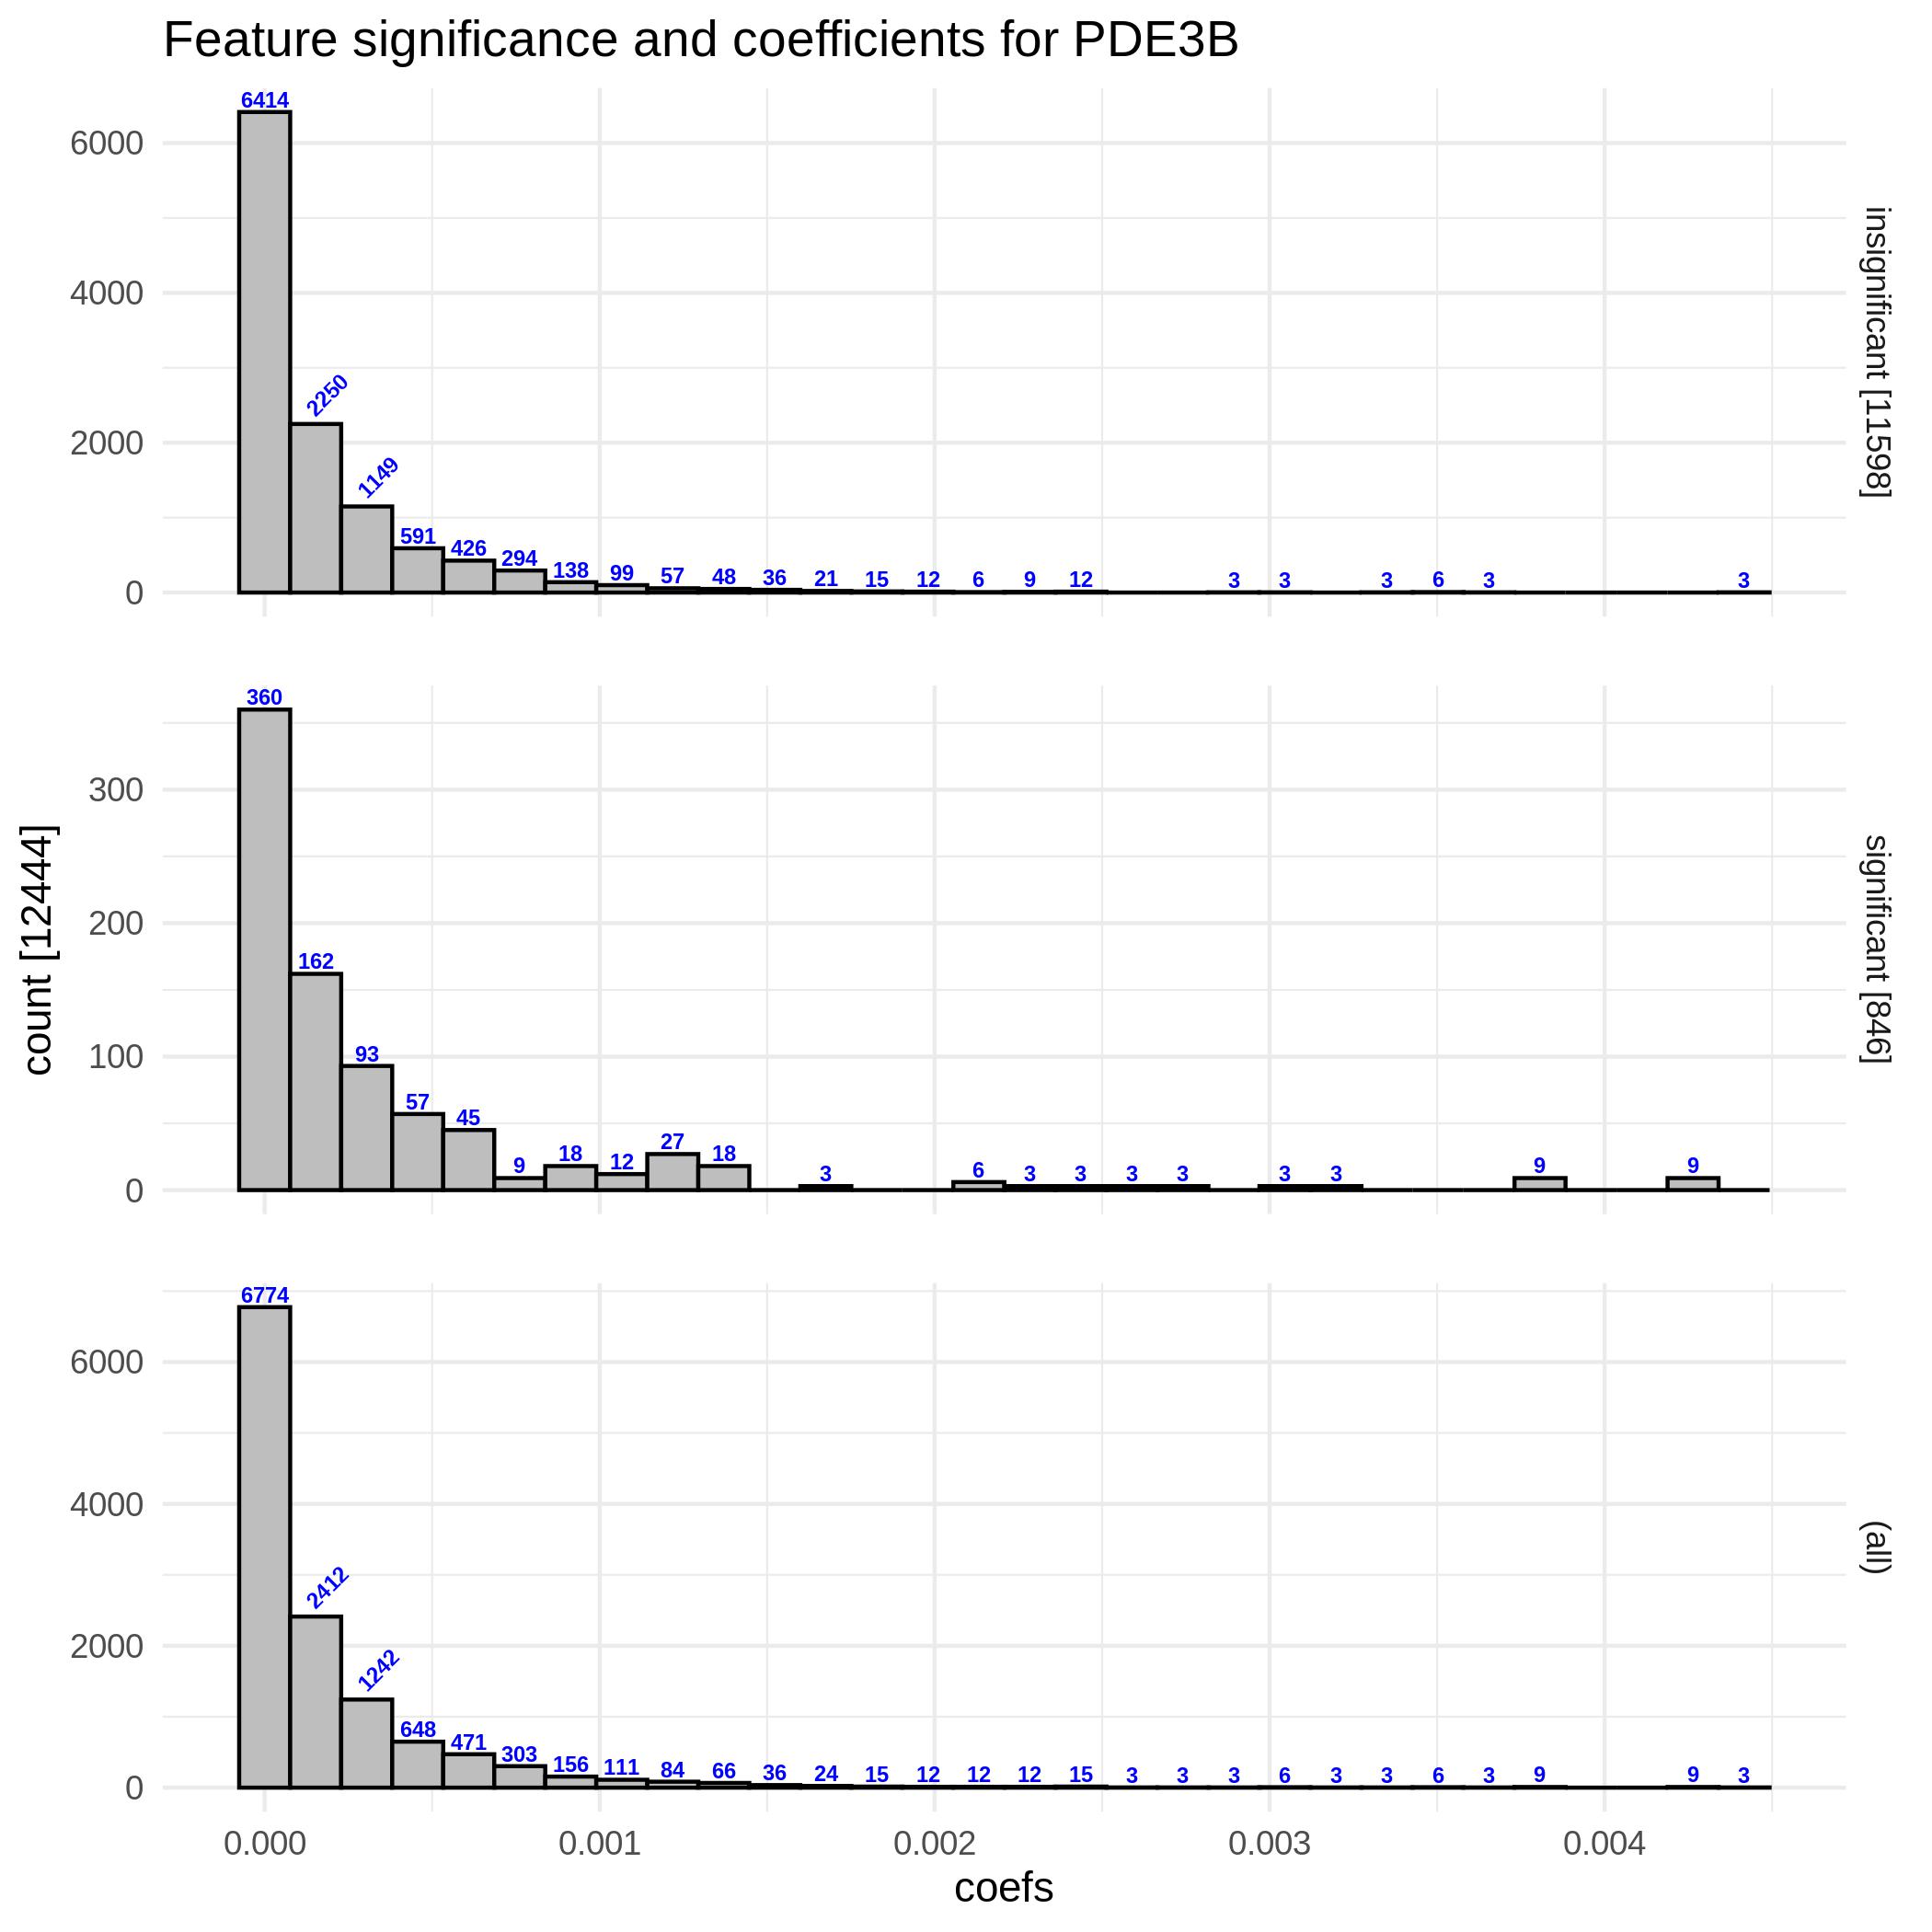 Feature significance and coefficients for PDE3B
6414
2250
1149
591 426 294 138 99 57 48 36 21 15 12 6 9 12 3 3 3 6 3 3
6000
4000
2000
0
insignificant [11598]
360
162
93
57
45
9 18 12 27 18 3 6 3 3 3 3 3 3 9 9
300
200
100
0
significant [846]
count [12444]
6774
2412
1242
648 471 303 156 111 84 66 36 24 15 12 12 12 15 3 3 3 6 3 3 6 3 9 9 3
6000
4000
2000
0
(all)
0.000 0.001 0.002 0.003 0.004
coefs